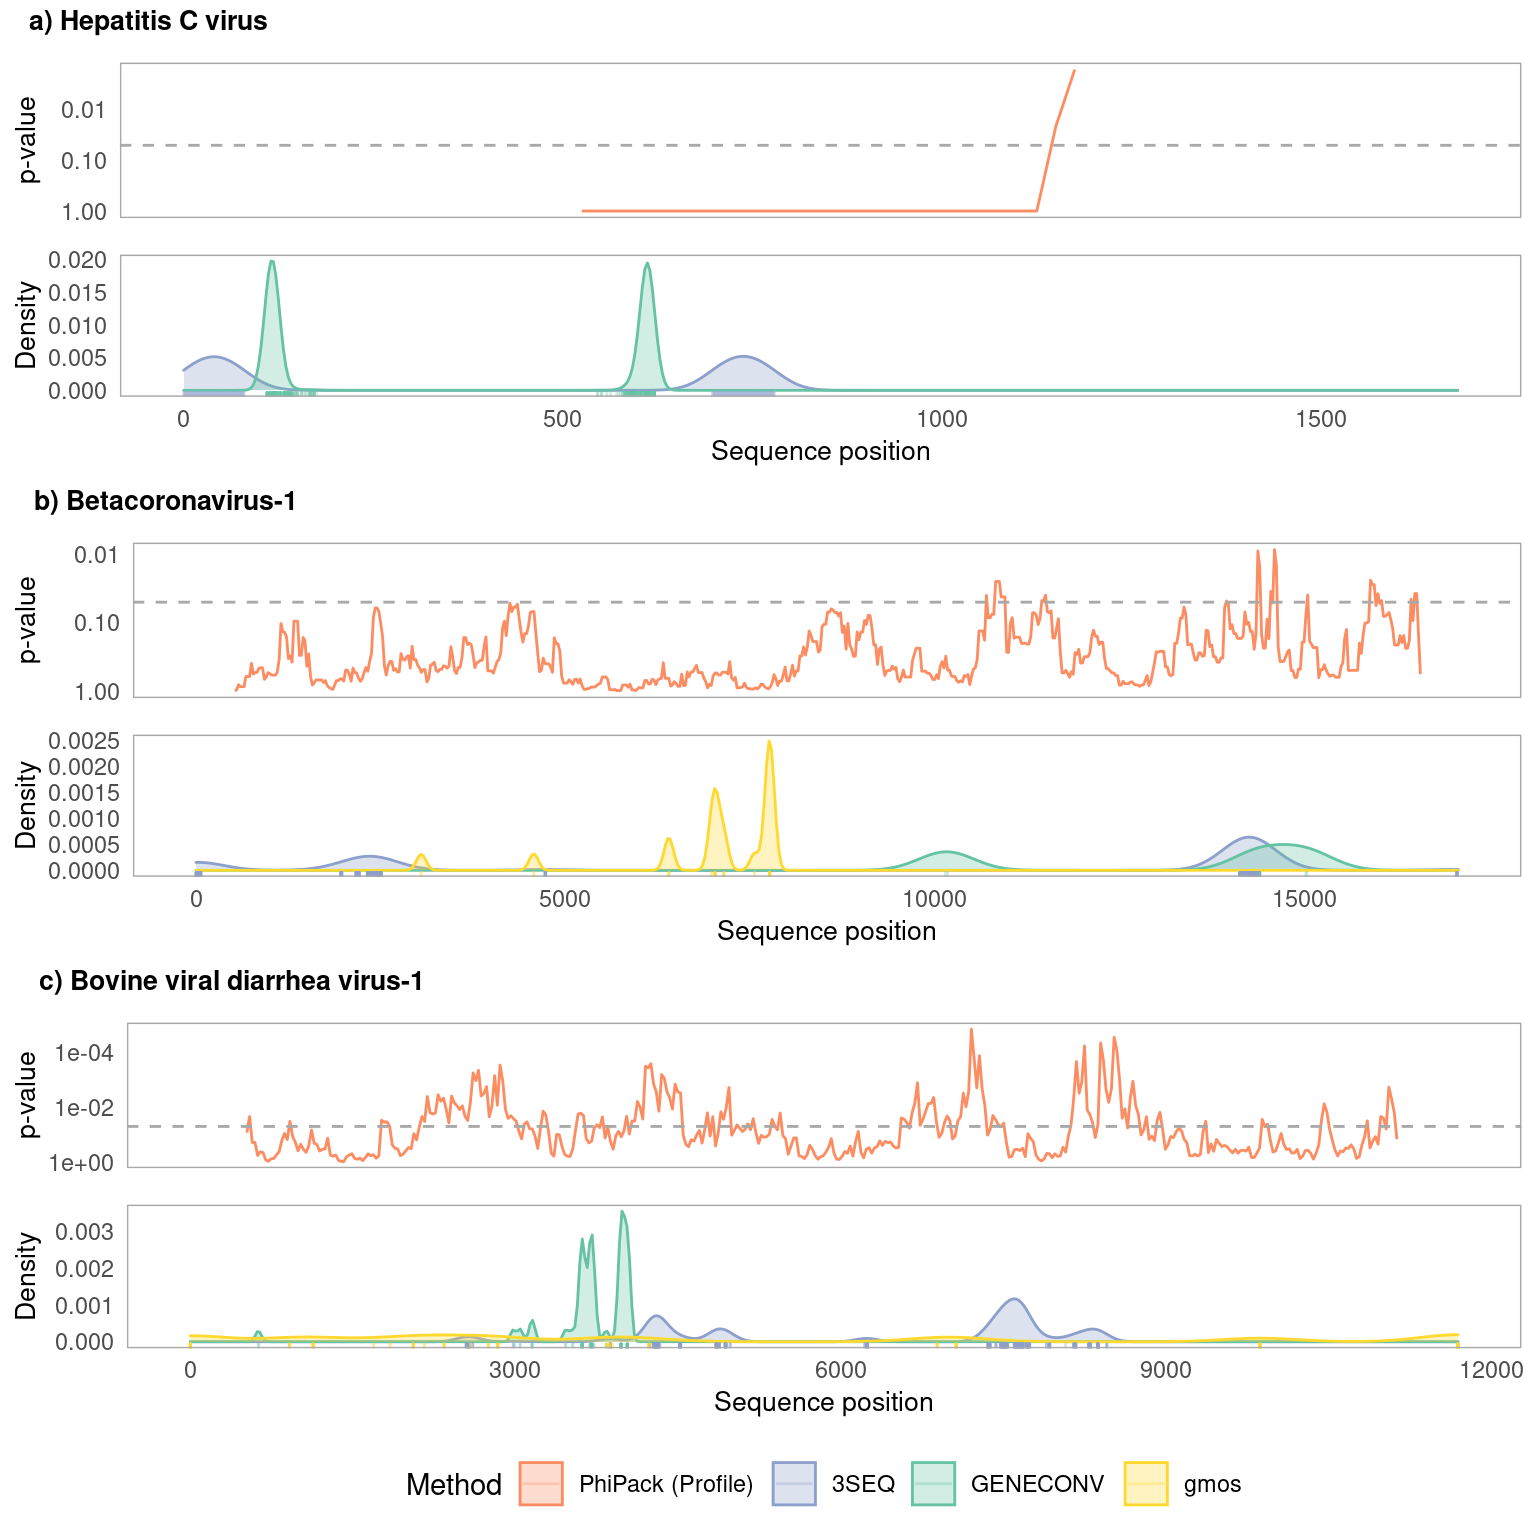 a) Hepatitis C virus
p-value
0.01
0.10
1.00
Density
0.020
0.015
0.010
0.005
0.000
0 500 1000 1500
Sequence position
b) Betacoronavirus-1
p-value
0.01
0.10
1.00
Density
0.0025
0.0020
0.0015
0.0010
0.0005
0.0000
0 5000 10000 15000
Sequence position
c) Bovine viral diarrhea virus-1
p-value
1e-04
1e-02
1e+00
Density
0.003
0.002
0.001
0.000
0 3000 6000 9000 12000
Sequence position
Method PhiPack (Profile) 3SEQ GENECONV gmos